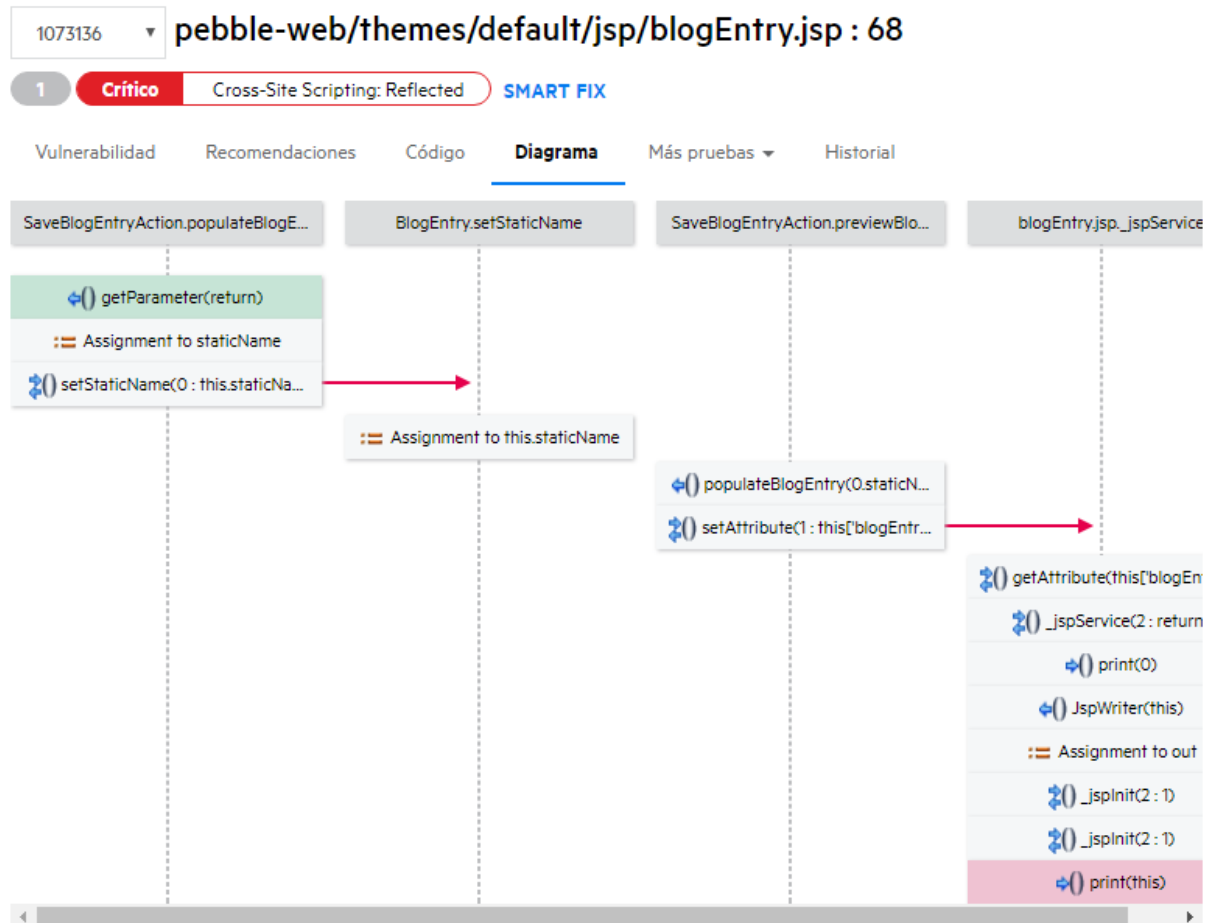 1073136
pebble-web/themes/default/jsp/blogEntry.jsp : 68
1 Crítico Cross-Site Scripting: Reflected SMART FIX
Vulnerabilidad Recomendaciones Código Diagrama Más pruebas Historial
SaveBlogEntryAction.populateBlogE... BlogEntry.setStaticName SaveBlogEntryAction.previewBlo... blogEntry.jsp._jspService
getParameter(return)
Assignment to staticName
setStaticName(0 : this.staticNa...
Assignment to this.staticName
populateBlogEntry(0.staticN...
setAttribute(1 : this['blogEntr...
getAttribute(this['blogEn
_jspService(2 : return
print(0)
JspWriter(this)
Assignment to out
_jspInit(2 : 1)
_jspInit(2 : 1)
print(this)